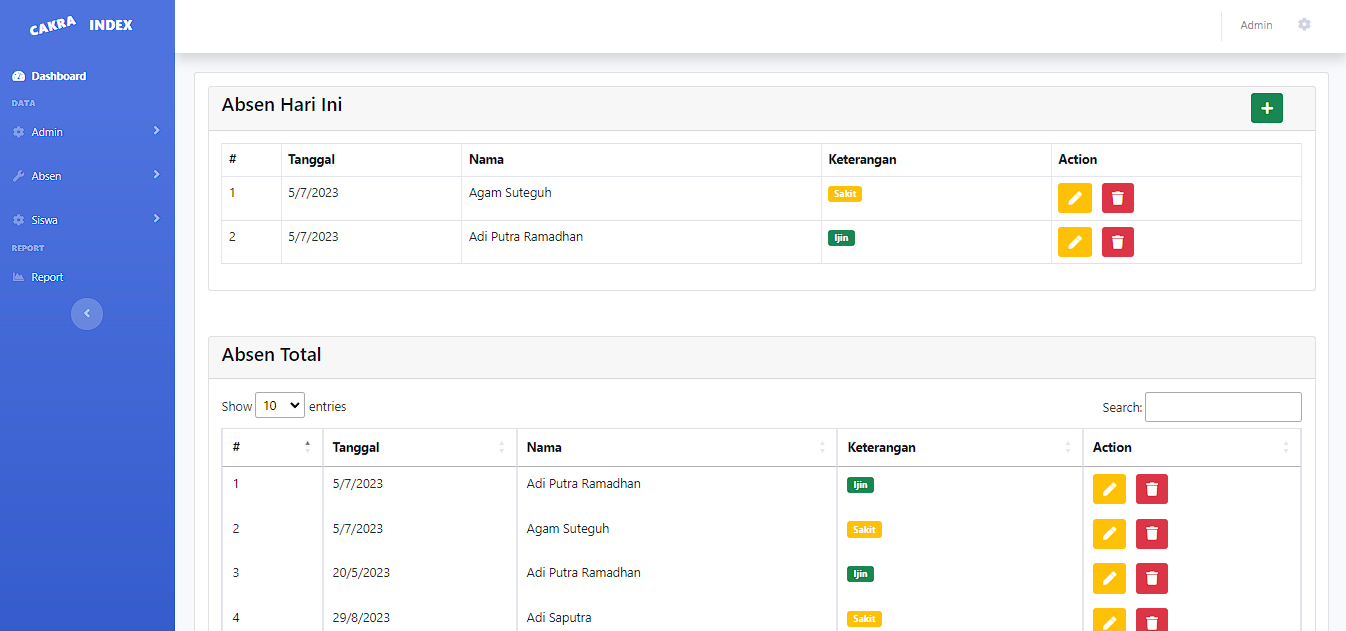 CAKRA INDEX
Admin
Dashboard
DATA
Admin
Absen
Siswa
REPORT
Report
Absen Hari Ini
# Tanggal Nama Keterangan Action
1 5/7/2023 Agam Suteguh Sakit
2 5/7/2023 Adi Putra Ramadhan Ijin
Absen Total
Show 10 entries Search:
# Tanggal Nama Keterangan Action
1 5/7/2023 Adi Putra Ramadhan Ijin
2 5/7/2023 Agam Suteguh Sakit
3 20/5/2023 Adi Putra Ramadhan Ijin
4 29/8/2023 Adi Saputra Sakit